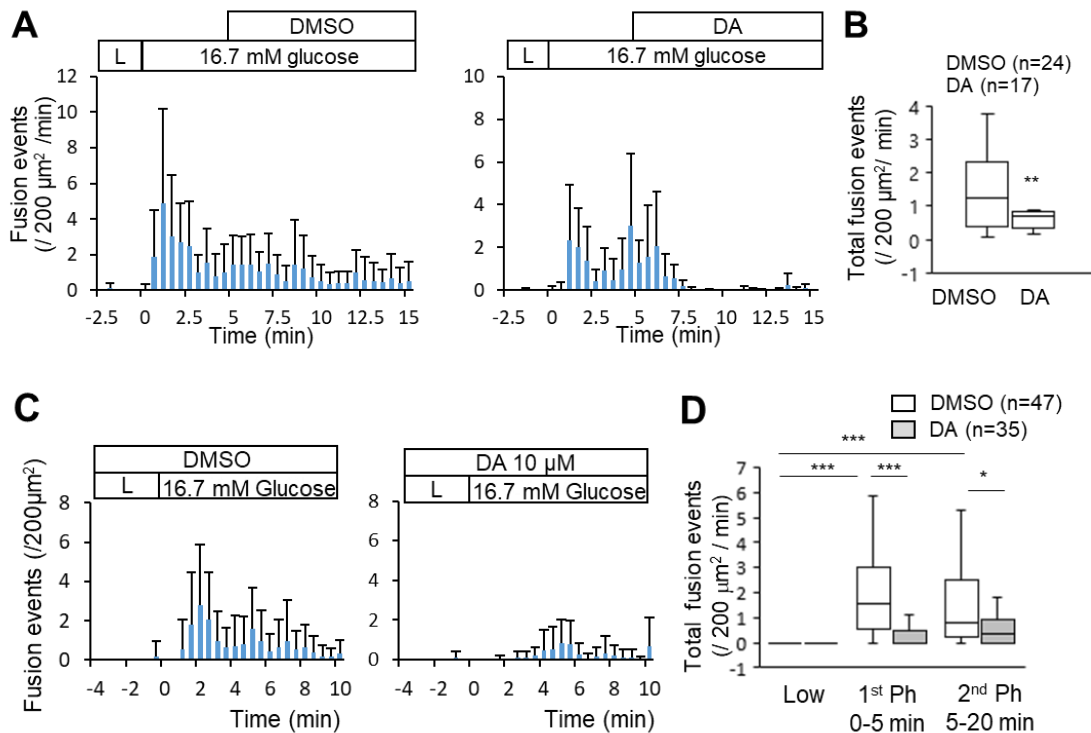 A
DMSO
L
16.7 mM glucose
Fusion events
(/ 200 µm² /min)
12
10
8
6
4
2
0
-2.5 0 2.5 5 7.5 10 12.5 15
Time (min)
DA
L
16.7 mM glucose
10
8
6
4
2
0
-2.5 0 2.5 5 7.5 10 12.5 15
Time (min)
B
DMSO (n=24)
DA (n=17)
Total fusion events
(/ 200 µm²/ min)
4
3
2
1
0
-1
**
DMSO DA
C
DMSO
L
16.7 mM Glucose
Fusion events (/200µm²)
8
6
4
2
0
-4 -2 0 2 4 6 8 10
Time (min)
DA 10 µM
L
16.7 mM Glucose
8
6
4
2
0
-4 -2 0 2 4 6 8 10
Time (min)
D
DMSO (n=47)
DA (n=35)
Total fusion events
(/ 200 µm² / min)
7
6
5
4
3
2
1
0
-1
***
*** ***
*
Low 1st Ph 2nd Ph
0-5 min 5-20 min